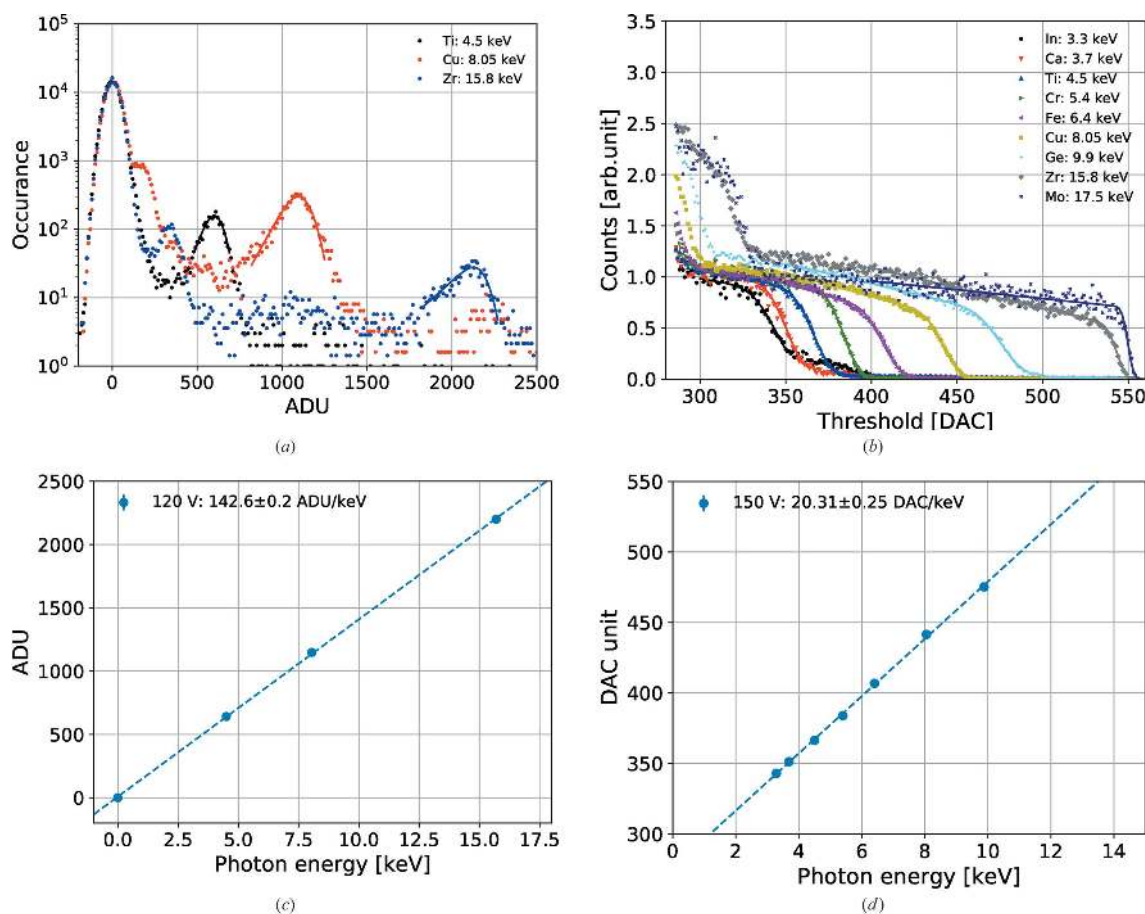 10^5
10^4
10^3
10^2
10^1
10^0
Occurance
Ti: 4.5 keV
Cu: 8.05 keV
Zr: 15.8 keV
0 500 1000 1500 2000 2500
ADU
(a)
3.5
3.0
2.5
2.0
1.5
1.0
0.5
0.0
Counts [arb.unit]
In: 3.3 keV
Ca: 3.7 keV
Ti: 4.5 keV
Cr: 5.4 keV
Fe: 6.4 keV
Cu: 8.05 keV
Ge: 9.9 keV
Zr: 15.8 keV
Mo: 17.5 keV
300 350 400 450 500 550
Threshold [DAC]
(b)
2500
2000
1500
1000
500
0
ADU
120 V: 142.6±0.2 ADU/keV
0.0 2.5 5.0 7.5 10.0 12.5 15.0 17.5
Photon energy [keV]
(c)
550
500
450
400
350
300
DAC unit
150 V: 20.31±0.25 DAC/keV
0 2 4 6 8 10 12 14
Photon energy [keV]
(d)